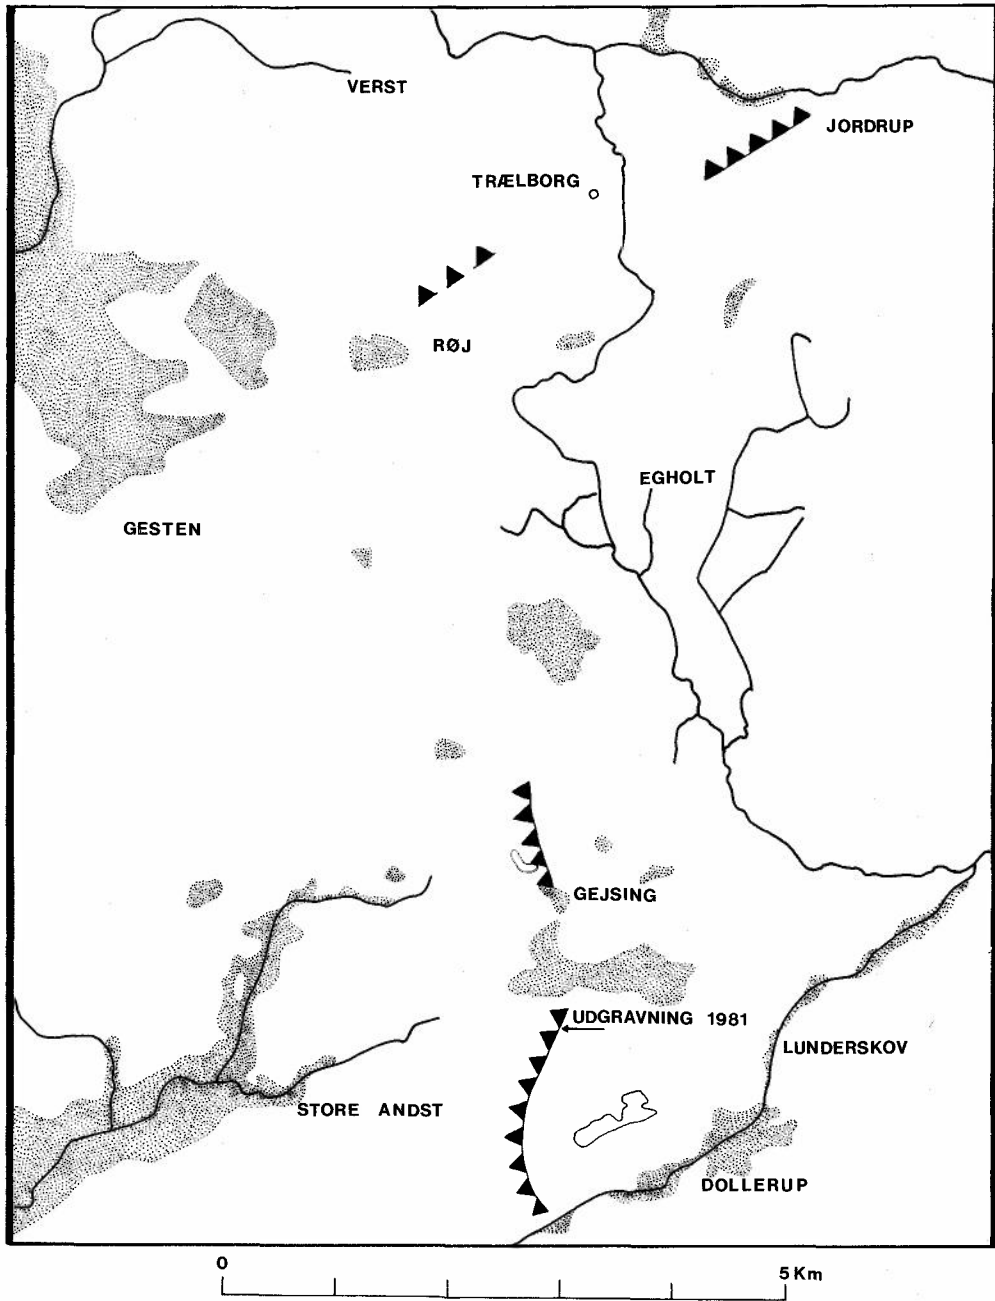 VERST
JORDRUP
TRÆLBORG
RØJ
EGHOLT
GESTEN
GEJSING
UDGRAVNING 1981
LUNDERSKOV
STORE ANDST
DOLLERUP
0 5 Km